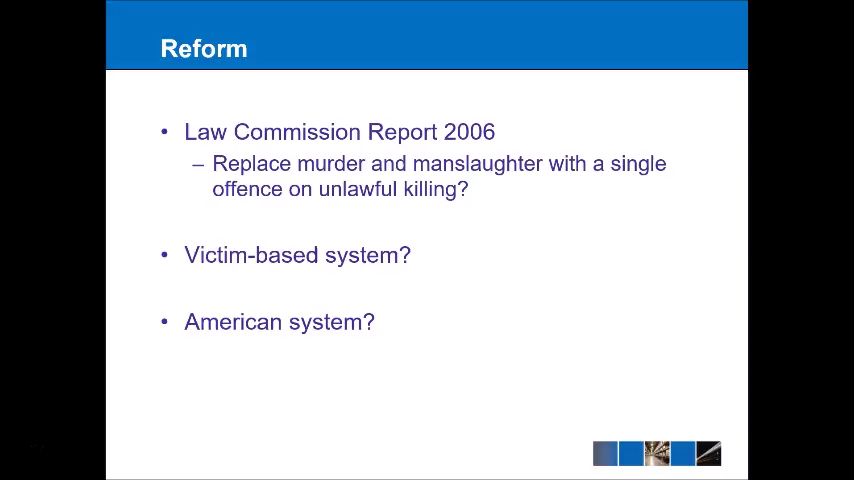 Reform
• Law Commission Report 2006
– Replace murder and manslaughter with a single
offence on unlawful killing?
• Victim-based system?
• American system?